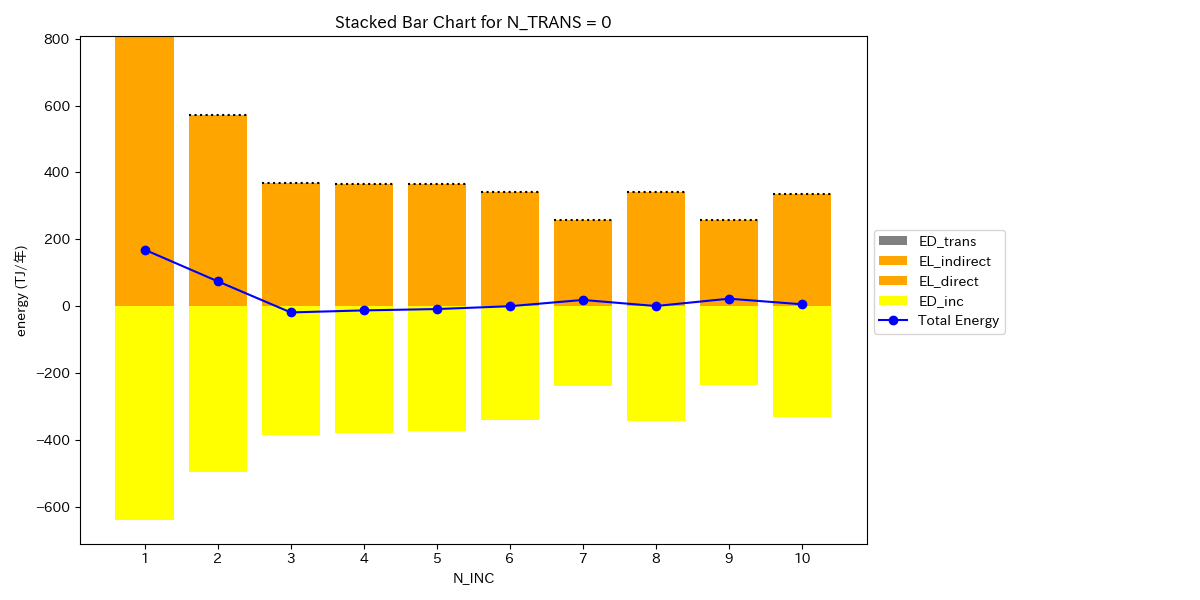 Stacked Bar Chart for N_TRANS = 0
energy (TJ/年)
800
600
400
200
0
−200
−400
−600
1 2 3 4 5 6 7 8 9 10
N_INC
ED_trans
EL_indirect
EL_direct
ED_inc
Total Energy